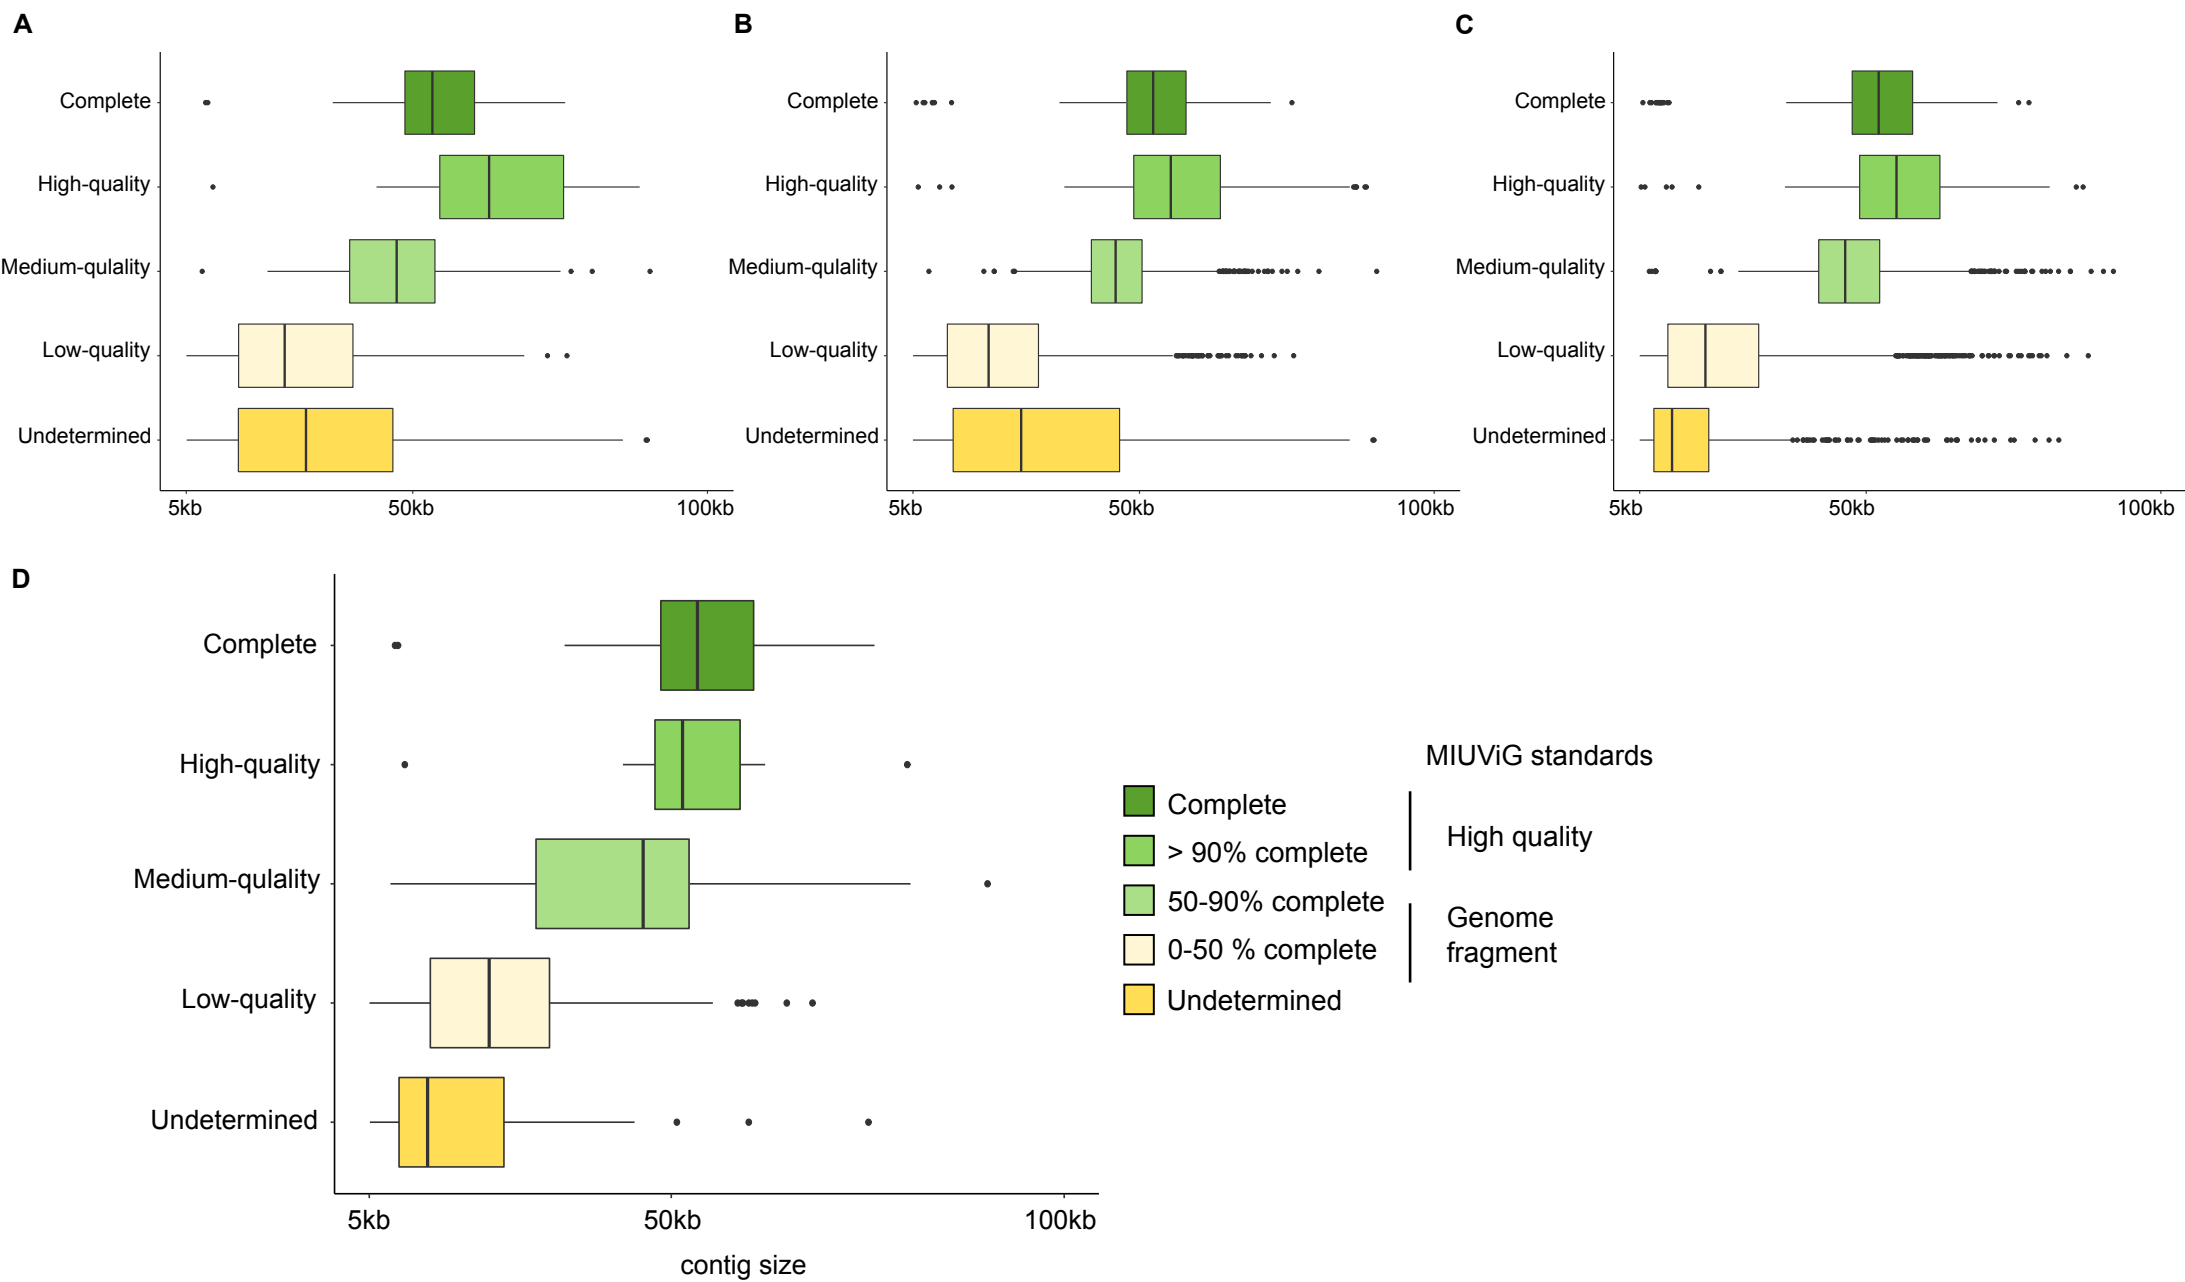 A
Complete
High-quality
Medium-qulality
Low-quality
Undetermined
5kb 50kb 100kb
B
Complete
High-quality
Medium-qulality
Low-quality
Undetermined
5kb 50kb 100kb
C
Complete
High-quality
Medium-qulality
Low-quality
Undetermined
5kb 50kb 100kb
D
Complete
High-quality
Medium-qulality
Low-quality
Undetermined
5kb 50kb 100kb
contig size
MIUViG standards
Complete
> 90% complete
High quality
50-90% complete
0-50 % complete
Genome
fragment
Undetermined